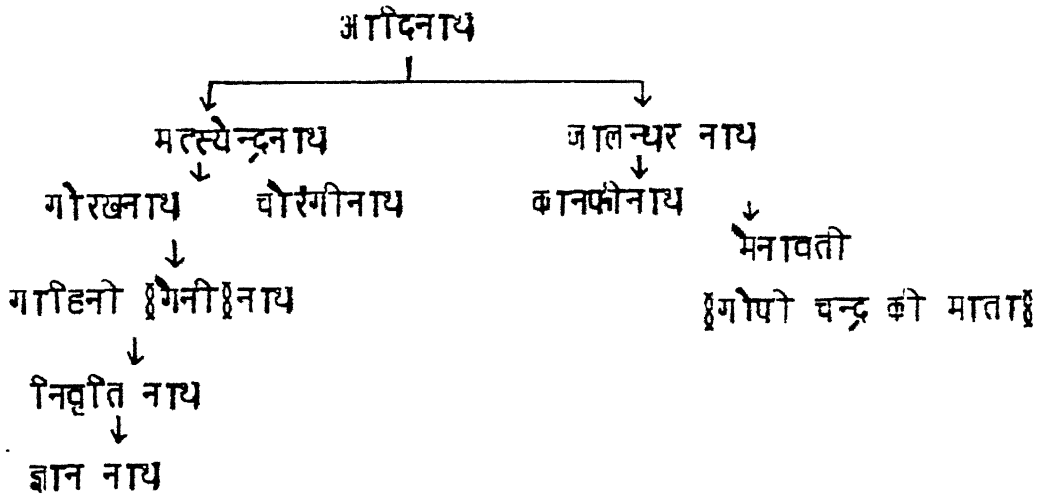 आदिनाथ
मत्स्येन्द्रनाथ जालन्धर नाथ
गोरखनाथ चोरंगीनाथ कानफीनाथ
मैनावती
गाहिनी (गैनी) नाथ (गोपी चन्द्र की माता)
निवृति नाथ
ज्ञान नाथ